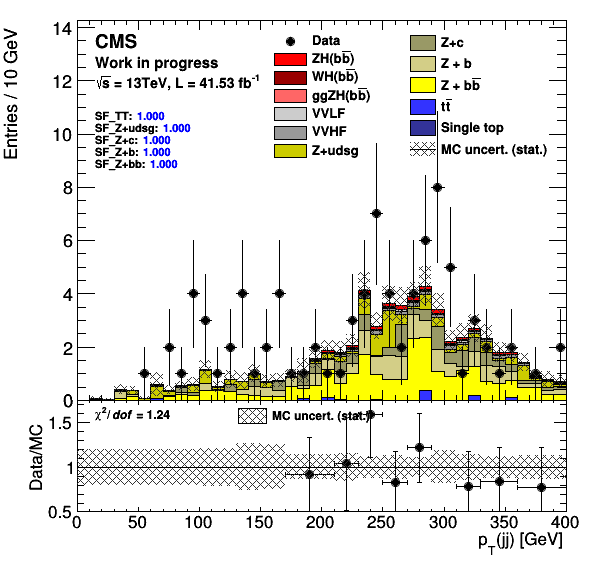 CMS
Work in progress
√s = 13TeV, L = 41.53 fb⁻¹
SF_TT: 1.000
SF_Z+udsg: 1.000
SF_Z+c: 1.000
SF_Z+b: 1.000
SF_Z+bb: 1.000
Data
ZH(bb̅)
WH(bb̅)
ggZH(bb̅)
VVLF
VVHF
Z+udsg
Z+c
Z + b
Z + bb̅
tt̅
Single top
MC uncert. (stat.)
Entries / 10 GeV
14
12
10
8
6
4
2
0
χ²/dof = 1.24
MC uncert. (stat.)
Data/MC
1.5
1
0.5
0 50 100 150 200 250 300 350 400
p_T(jj) [GeV]